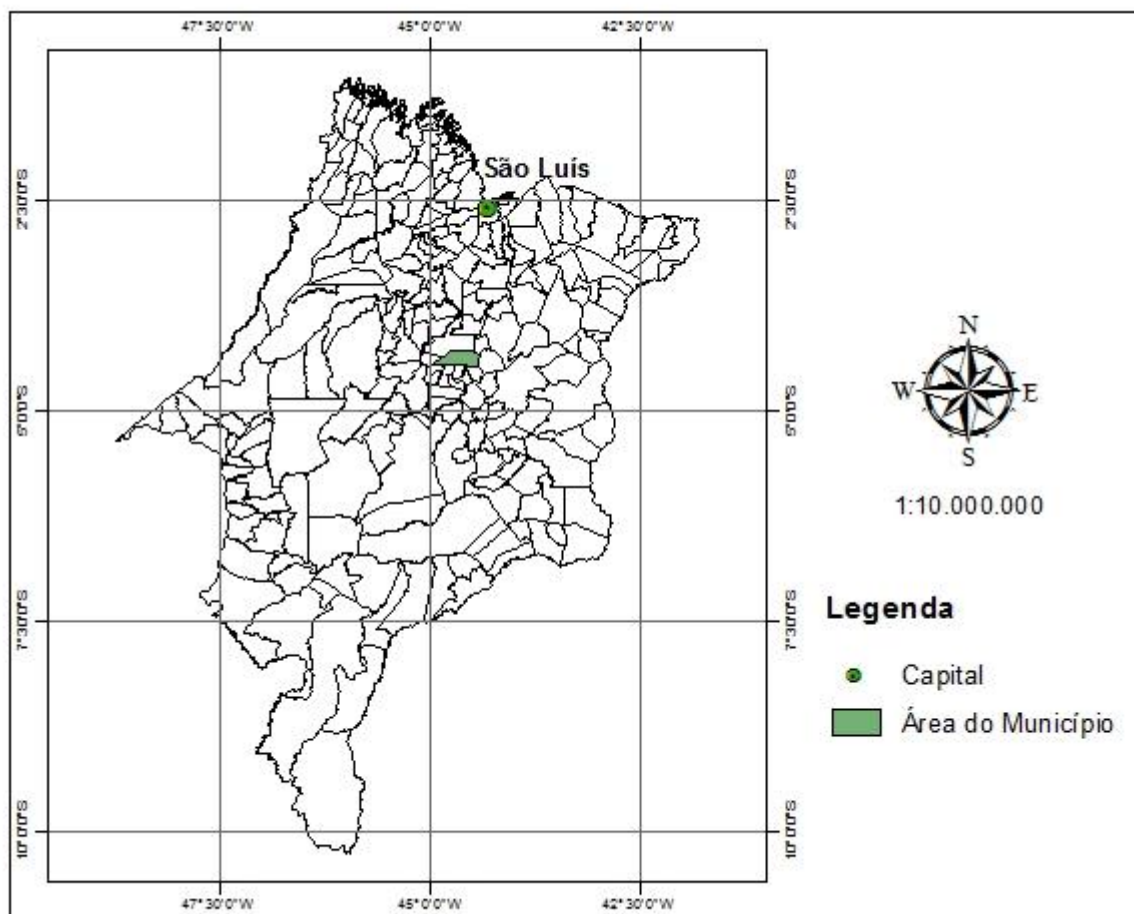 47°30'0"W 45°0'0"W 42°30'0"W
São Luís
2°30'0"S 2°30'0"S
5°0'0"S 5°0'0"S
7°30'0"S 7°30'0"S
10°0'0"S 10°0'0"S
47°30'0"W 45°0'0"W 42°30'0"W
N
W E
S
1:10.000.000
Legenda
Capital
Área do Município